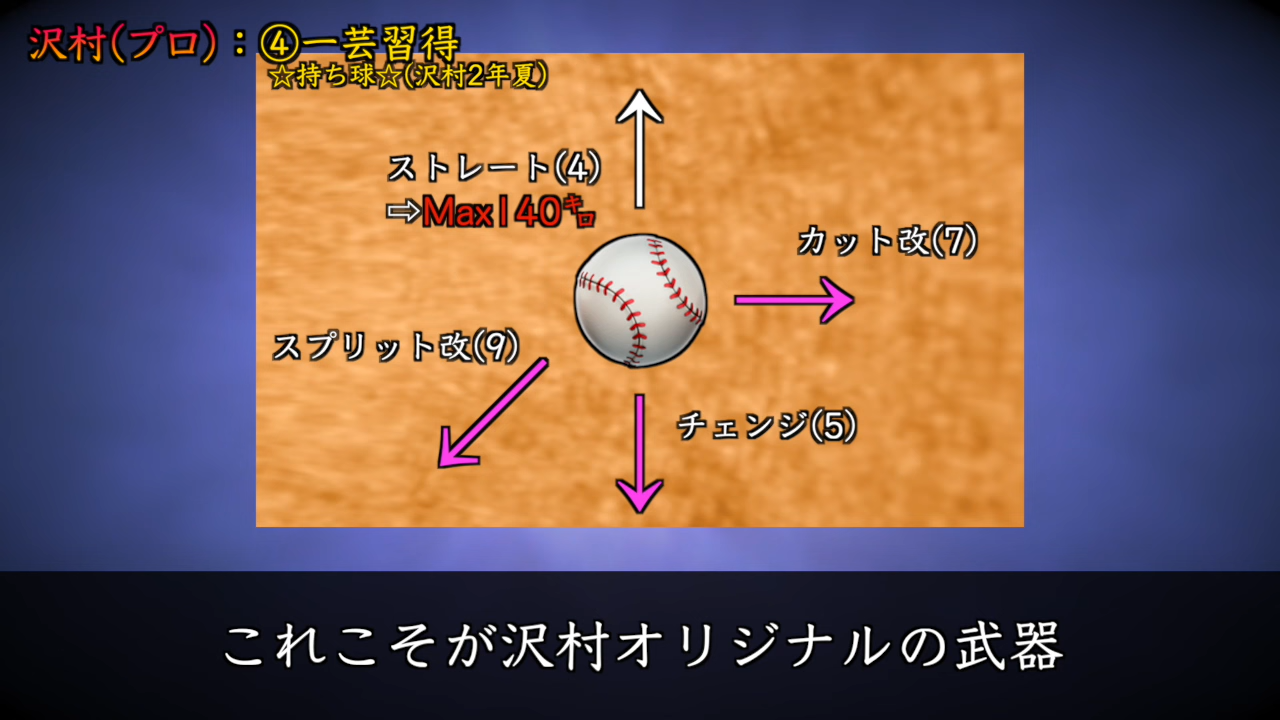 沢村(プロ)：④一芸習得
☆持ち球☆(沢村2年夏)
ストレート(4)
⇨Max140㌔
カット改(7)
スプリット改(9)
チェンジ(5)
これこそが沢村オリジナルの武器